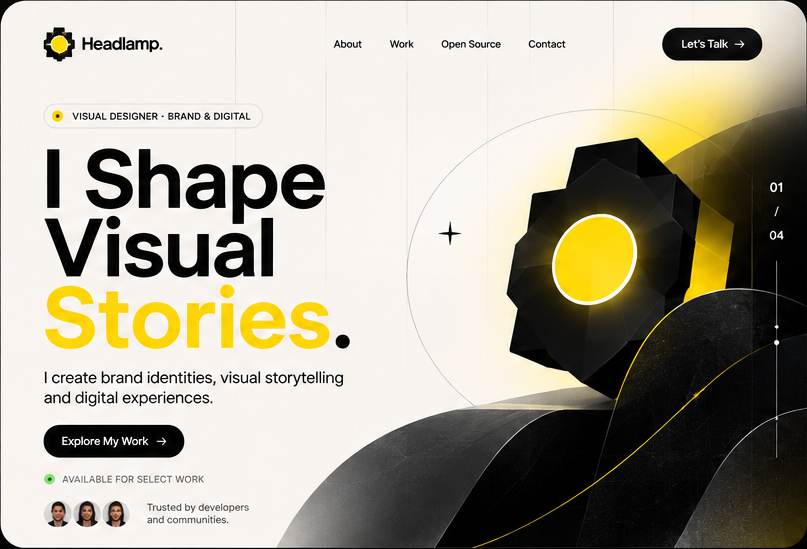 Headlamp.
About
Work
Open Source
Contact
Let's Talk →
VISUAL DESIGNER · BRAND & DIGITAL
I Shape
Visual
Stories.
I create brand identities, visual storytelling
and digital experiences.
Explore My Work →
AVAILABLE FOR SELECT WORK
Trusted by developers
and communities.
01
/
04